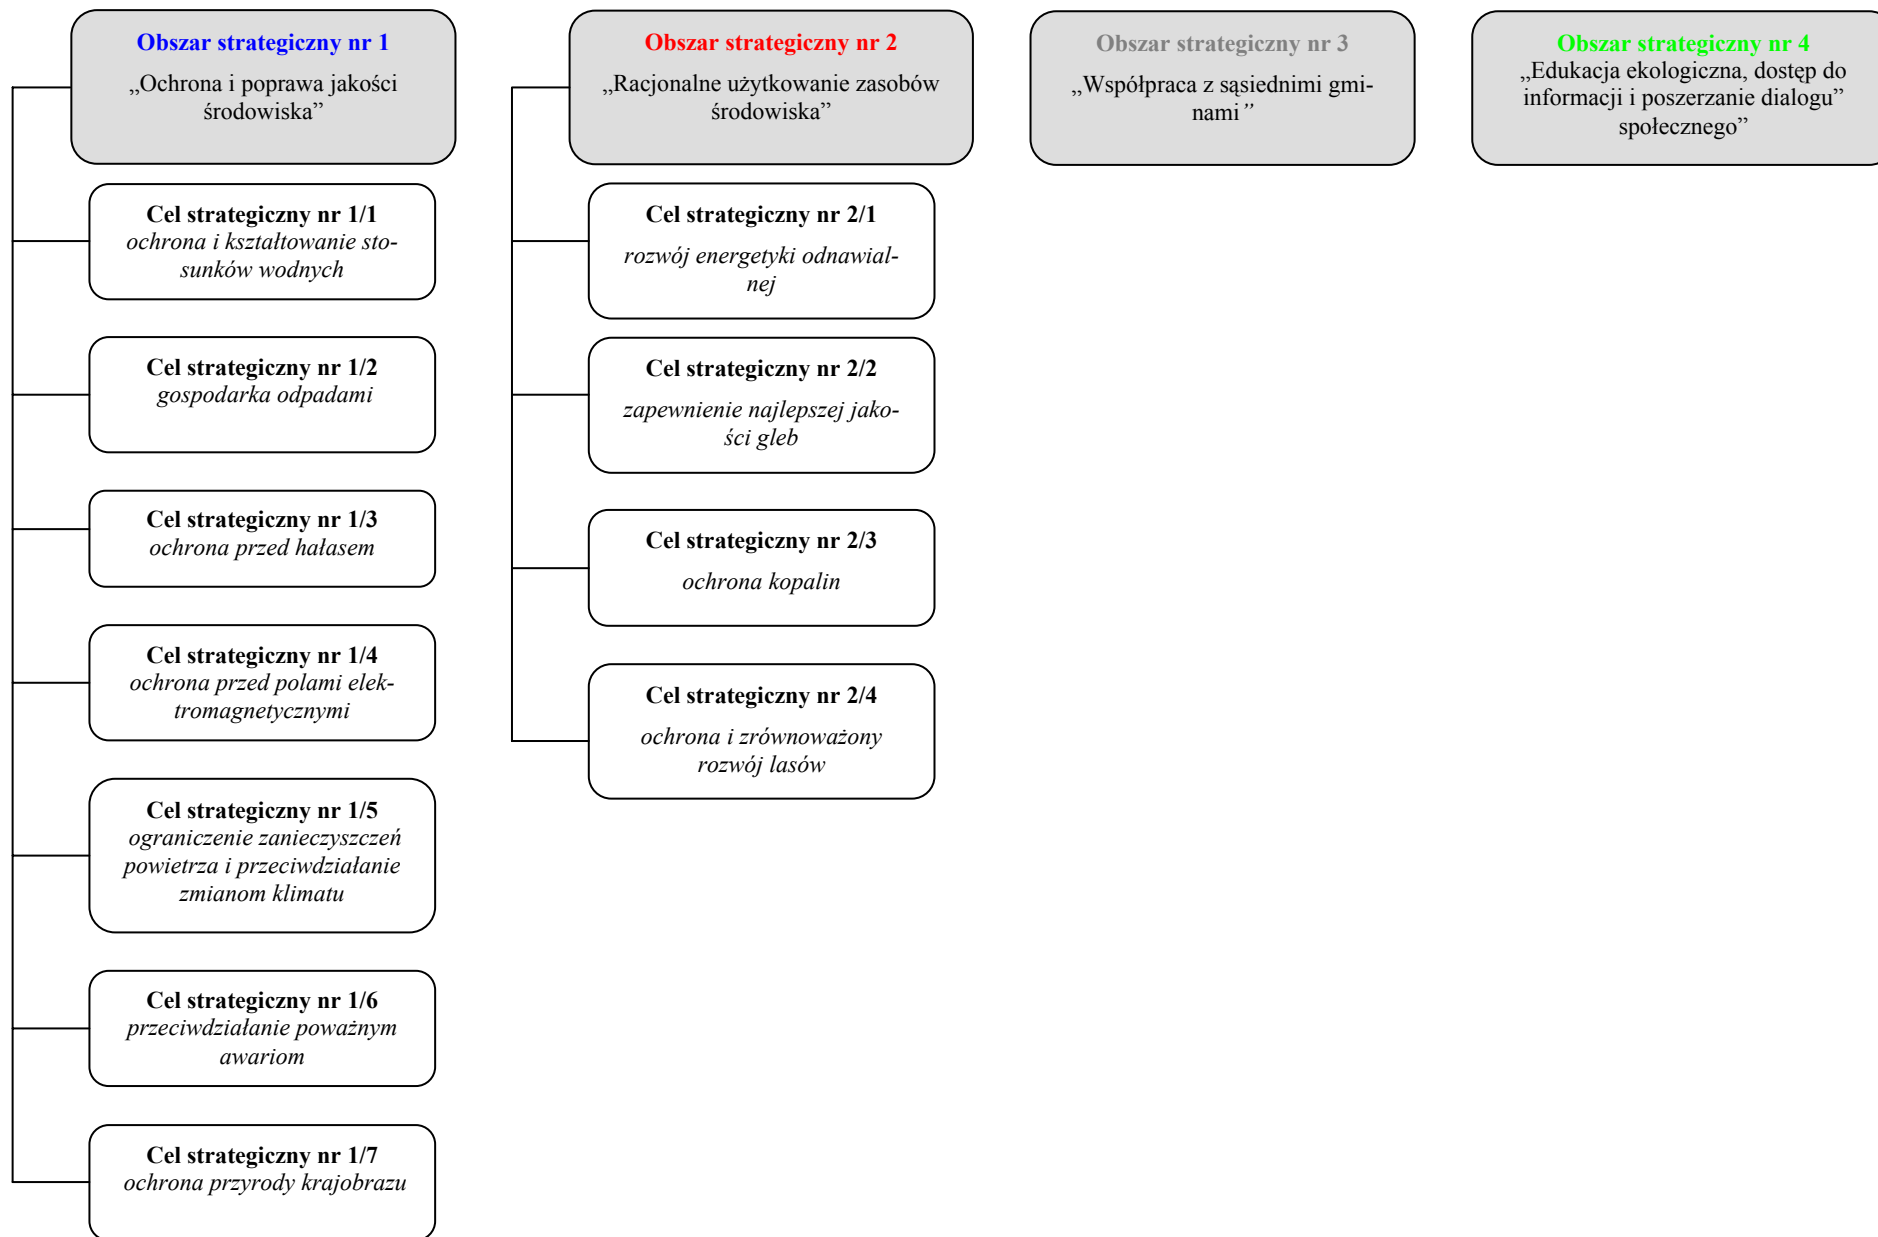 Obszar strategiczny nr 1
„Ochrona i poprawa jakości
środowiska”
Cel strategiczny nr 1/1
ochrona i kształtowanie sto-
sunków wodnych
Cel strategiczny nr 1/2
gospodarka odpadami
Cel strategiczny nr 1/3
ochrona przed hałasem
Cel strategiczny nr 1/4
ochrona przed polami elek-
tromagnetycznymi
Cel strategiczny nr 1/5
ograniczenie zanieczyszczeń
powietrza i przeciwdziałanie
zmianom klimatu
Cel strategiczny nr 1/6
przeciwdziałanie poważnym
awariom
Cel strategiczny nr 1/7
ochrona przyrody krajobrazu
Obszar strategiczny nr 2
„Racjonalne użytkowanie zasobów
środowiska”
Cel strategiczny nr 2/1
rozwój energetyki odnawial-
nej
Cel strategiczny nr 2/2
zapewnienie najlepszej jako-
ści gleb
Cel strategiczny nr 2/3
ochrona kopalin
Cel strategiczny nr 2/4
ochrona i zrównoważony
rozwój lasów
Obszar strategiczny nr 3
„Współpraca z sąsiednimi gmi-
nami”
Obszar strategiczny nr 4
„Edukacja ekologiczna, dostęp do
informacji i poszerzanie dialogu”
społecznego”